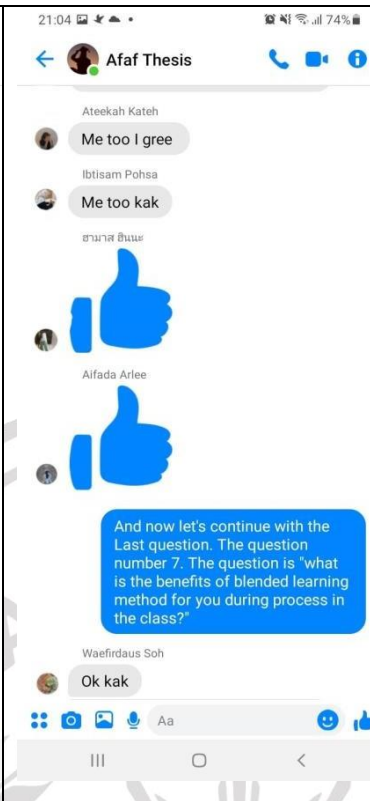 21:04
74%
Afaf Thesis
Ateekah Kateh
Me too I gree
Ibtisam Pohsa
Me too kak
ฮามาส ฮินนะ
Aifada Arlee
And now let's continue with the
Last question. The question
number 7. The question is "what
is the benefits of blended learning
method for you during process in
the class?"
Waefirdaus Soh
Ok kak
Aa